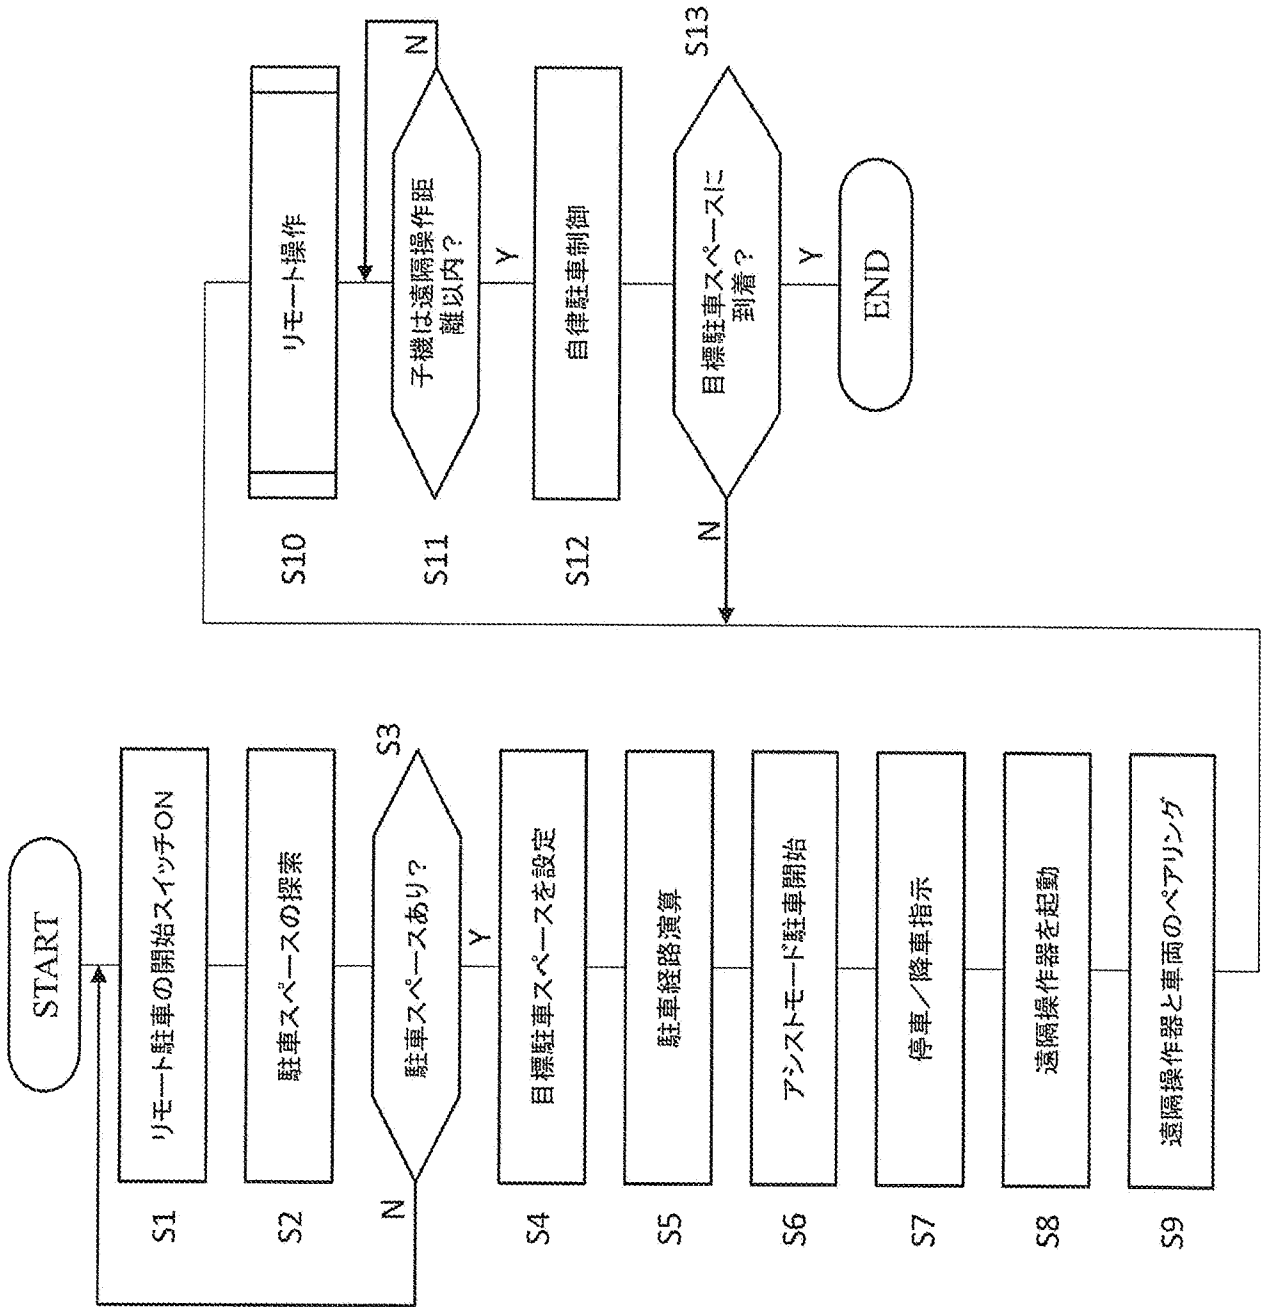 START
S1
リモート駐車の開始スイッチON
S2
駐車スペースの探索
S3
駐車スペースあり？
N
Y
S4
目標駐車スペースを設定
S5
駐車経路演算
S6
アシストモード駐車開始
S7
停車／降車指示
S8
遠隔操作器を起動
S9
遠隔操作器と車両のペアリング
S10
リモート操作
S11
子機は遠隔操作距
離以内？
N
Y
S12
自律駐車制御
S13
目標駐車スペースに
到着？
N
Y
END